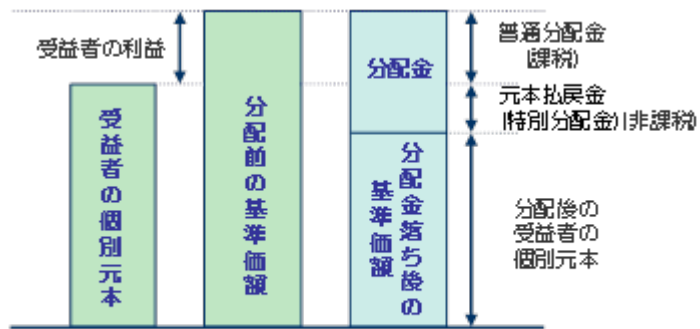 受益者の利益
受益者の個別元本
分配前の基準価額
分配金
分配金落ち後の
基準価額
普通分配金
(課税)
元本払戻金
(特別分配金)(非課税)
分配後の
受益者の
個別元本